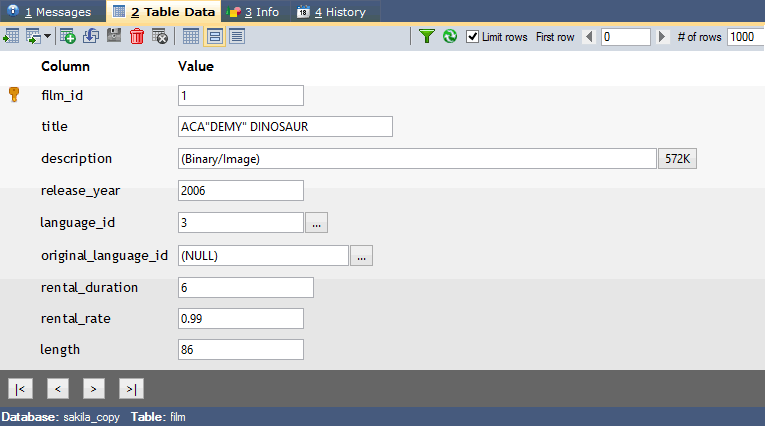 1 Messages 2 Table Data 3 Info 4 History
Limit rows First row 0 # of rows 1000
Column Value
film_id 1
title ACA"DEMY" DINOSAUR
description (Binary/Image) 572K
release_year 2006
language_id 3 ...
original_language_id (NULL) ...
rental_duration 6
rental_rate 0.99
length 86
|< < > >|
Database: sakila_copy Table: film